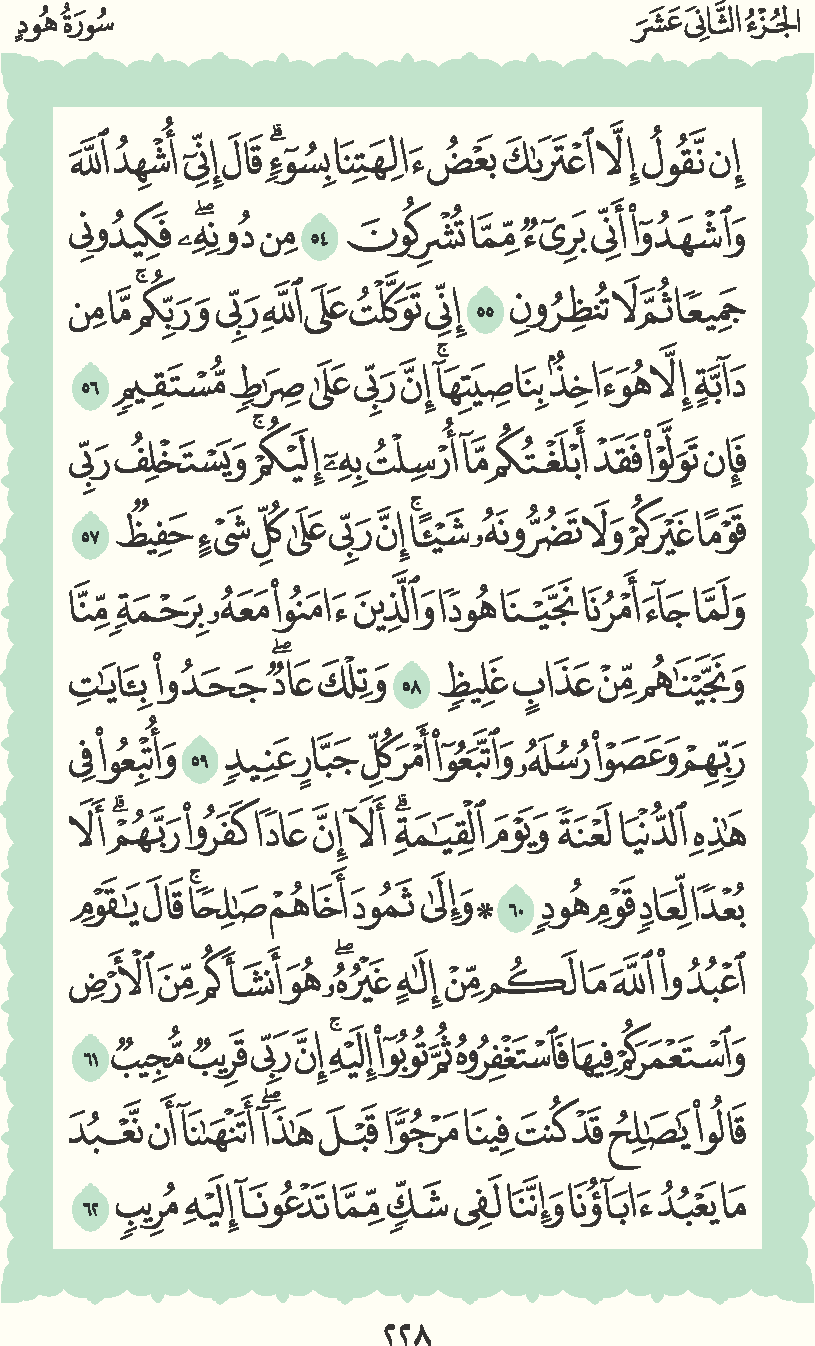 الجُزْءُ الثَّانِيَ عَشَرَ
سُورَةُ هُودٍ
إِن نَّقُولُ إِلَّا ٱعْتَرَىٰكَ بَعْضُ ءَالِهَتِنَا بِسُوٓءٍۗ قَالَ إِنِّىٓ أُشْهِدُ ٱللَّهَ
وَٱشْهَدُوٓا۟ أَنِّى بَرِىٓءٌ مِّمَّا تُشْرِكُونَ ٥٤ مِن دُونِهِۦۖ فَكِيدُونِى
جَمِيعًا ثُمَّ لَا تُنظِرُونِ ٥٥ إِنِّى تَوَكَّلْتُ عَلَى ٱللَّهِ رَبِّى وَرَبِّكُمۚ مَّا مِن
دَآبَّةٍ إِلَّا هُوَ ءَاخِذٌۢ بِنَاصِيَتِهَآۚ إِنَّ رَبِّى عَلَىٰ صِرَٰطٍ مُّسْتَقِيمٍ ٥٦
فَإِن تَوَلَّوْا۟ فَقَدْ أَبْلَغْتُكُم مَّآ أُرْسِلْتُ بِهِۦٓ إِلَيْكُمْۚ وَيَسْتَخْلِفُ رَبِّى
قَوْمًا غَيْرَكُمْ وَلَا تَضُرُّونَهُۥ شَيْـًٔاۚ إِنَّ رَبِّى عَلَىٰ كُلِّ شَىْءٍ حَفِيظٌ ٥٧
وَلَمَّا جَآءَ أَمْرُنَا نَجَّيْنَا هُودًا وَٱلَّذِينَ ءَامَنُوا۟ مَعَهُۥ بِرَحْمَةٍ مِّنَّا
وَنَجَّيْنَٰهُم مِّنْ عَذَابٍ غَلِيظٍ ٥٨ وَتِلْكَ عَادٌۖ جَحَدُوا۟ بِـَٔايَٰتِ
رَبِّهِمْ وَعَصَوْا۟ رُسُلَهُۥ وَٱتَّبَعُوٓا۟ أَمْرَ كُلِّ جَبَّارٍ عَنِيدٍ ٥٩ وَأُتْبِعُوا۟ فِى
هَٰذِهِ ٱلدُّنْيَا لَعْنَةً وَيَوْمَ ٱلْقِيَٰمَةِۗ أَلَآ إِنَّ عَادًا كَفَرُوا۟ رَبَّهُمْۗ أَلَا
بُعْدًا لِّعَادٍ قَوْمِ هُودٍ ٦٠ * وَإِلَىٰ ثَمُودَ أَخَاهُمْ صَٰلِحًاۚ قَالَ يَٰقَوْمِ
ٱعْبُدُوا۟ ٱللَّهَ مَا لَكُم مِّنْ إِلَٰهٍ غَيْرُهُۥۖ هُوَ أَنشَأَكُم مِّنَ ٱلْأَرْضِ
وَٱسْتَعْمَرَكُمْ فِيهَا فَٱسْتَغْفِرُوهُ ثُمَّ تُوبُوٓا۟ إِلَيْهِۚ إِنَّ رَبِّى قَرِيبٌ مُّجِيبٌ ٦١
قَالُوا۟ يَٰصَٰلِحُ قَدْ كُنتَ فِينَا مَرْجُوًّا قَبْلَ هَٰذَآۖ أَتَنْهَىٰنَآ أَن نَّعْبُدَ
مَا يَعْبُدُ ءَابَآؤُنَا وَإِنَّنَا لَفِى شَكٍّ مِّمَّا تَدْعُونَآ إِلَيْهِ مُرِيبٍ ٦٢
٢٢٨